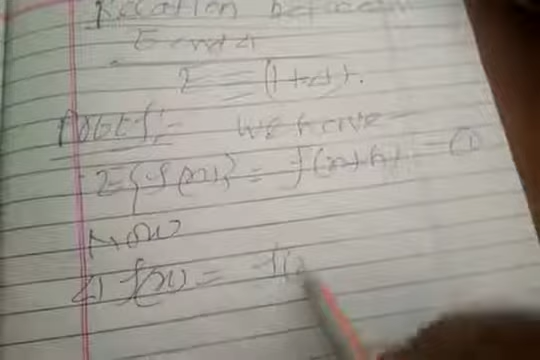 Relation between
E and Δ
E ≡ (1+Δ).
Proof:- We have
E{f(x)} = f(x+h) — ①
Now
Δ f(x) = f(x